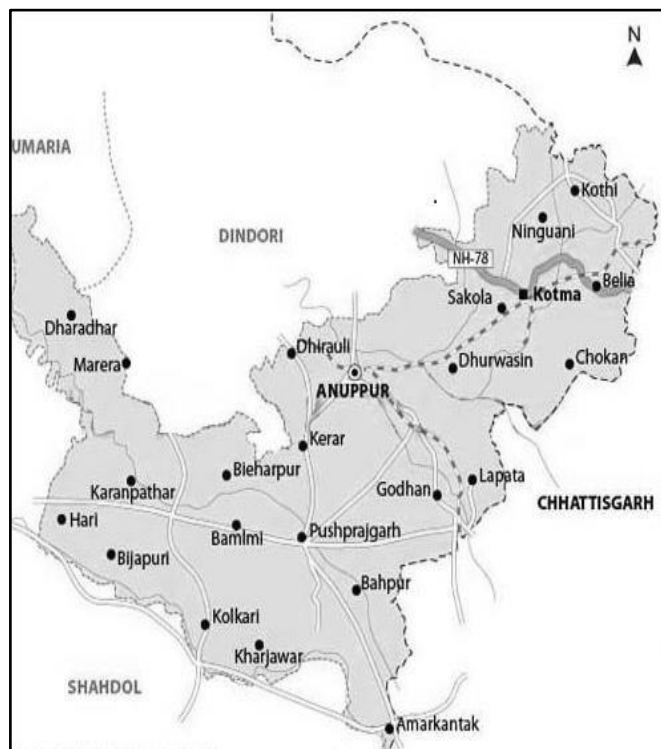 N
UMARIA
DINDORI
Kothi
Ninguani
NH-78
Belia
Sakola
Kotma
Dharadhar
Dhirauli
Marera
Dhurwasin
Chokan
ANUPPUR
Kerar
Bieharpur
Karanpathar
Godhan
Lapata
CHHATTISGARH
Hari
Bamlmi
Pushprajgarh
Bijapuri
Bahpur
Kolkari
Kharjawar
SHAHDOL
Amarkantak